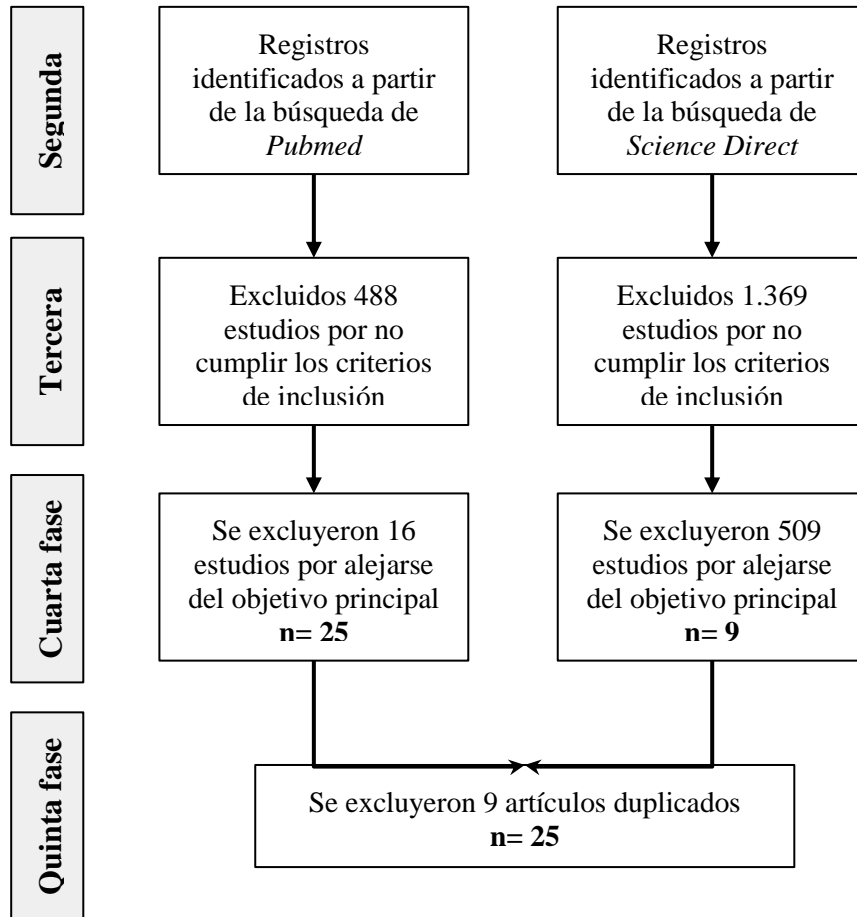 Segunda
Registros
identificados a partir
de la búsqueda de
Pubmed
Registros
identificados a partir
de la búsqueda de
Science Direct
Tercera
Excluidos 488
estudios por no
cumplir los criterios
de inclusión
Excluidos 1.369
estudios por no
cumplir los criterios
de inclusión
Cuarta fase
Se excluyeron 16
estudios por alejarse
del objetivo principal
n= 25
Se excluyeron 509
estudios por alejarse
del objetivo principal
n= 9
Quinta fase
Se excluyeron 9 artículos duplicados
n= 25